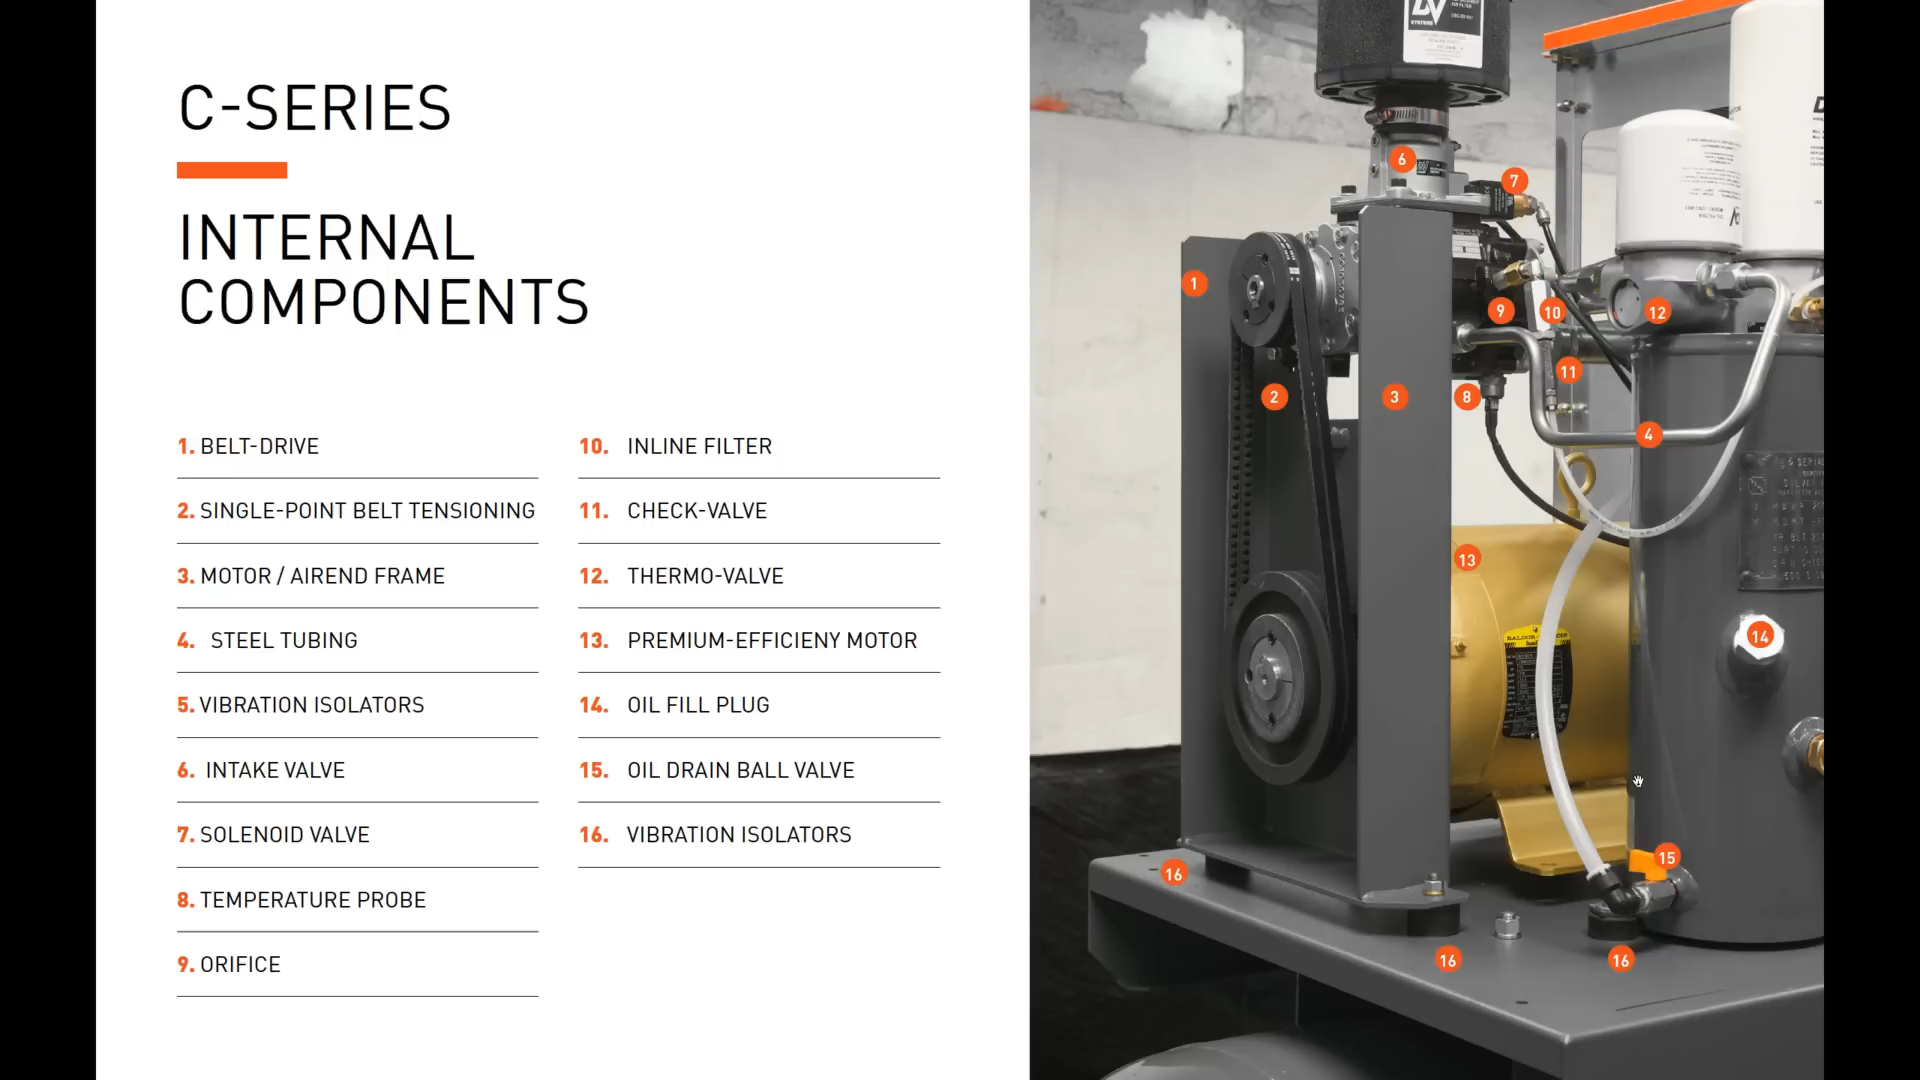 C-SERIES
INTERNAL
COMPONENTS
1. BELT-DRIVE
2. SINGLE-POINT BELT TENSIONING
3. MOTOR / AIREND FRAME
4. STEEL TUBING
5. VIBRATION ISOLATORS
6. INTAKE VALVE
7. SOLENOID VALVE
8. TEMPERATURE PROBE
9. ORIFICE
10. INLINE FILTER
11. CHECK-VALVE
12. THERMO-VALVE
13. PREMIUM-EFFICIENY MOTOR
14. OIL FILL PLUG
15. OIL DRAIN BALL VALVE
16. VIBRATION ISOLATORS
DV
SYSTEMS
6
7
1
9
10
12
11
2
3
8
4
13
14
15
16
16
16